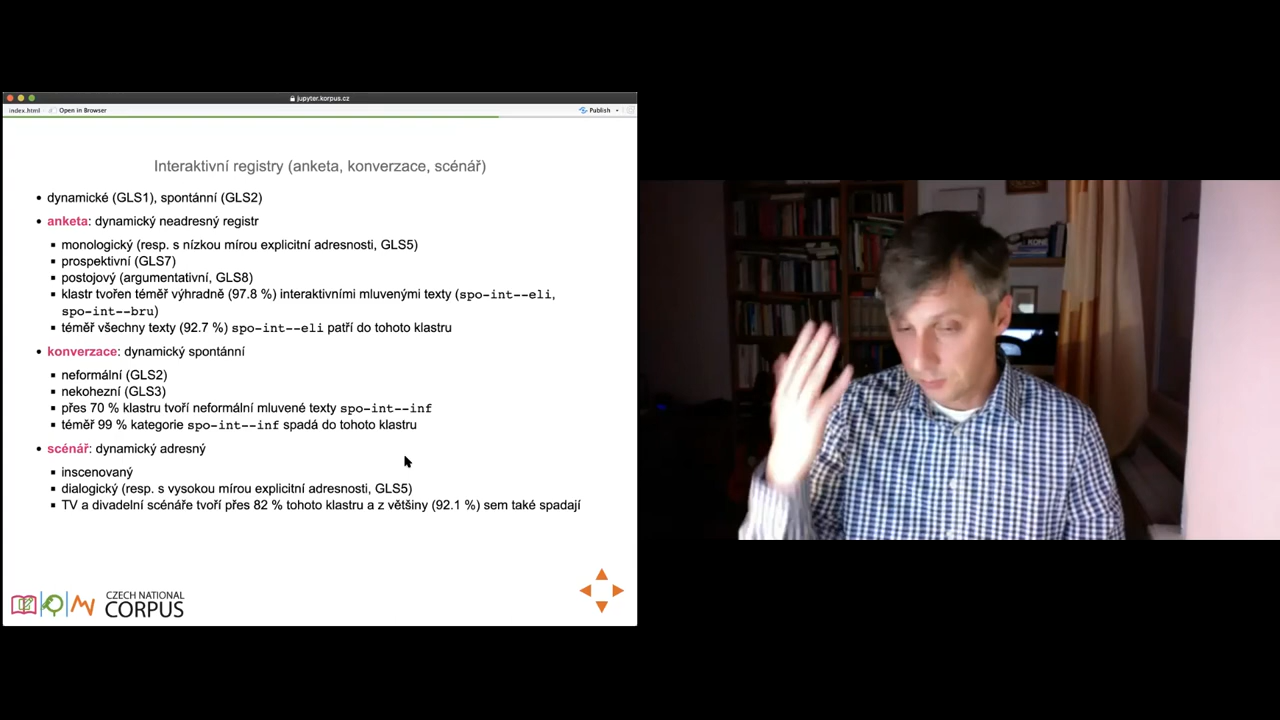 jupyter.korpus.cz
index.html
Open in Browser
Publish
Interaktivní registry (anketa, konverzace, scénář)
dynamické (GLS1), spontánní (GLS2)
anketa: dynamický neadresný registr
monologický (resp. s nízkou mírou explicitní adresnosti, GLS5)
prospektivní (GLS7)
postojový (argumentativní, GLS8)
klastr tvořen téměř výhradně (97.8 %) interaktivními mluvenými texty (spo-int--eli,
spo-int--bru)
téměř všechny texty (92.7 %) spo-int--eli patří do tohoto klastru
konverzace: dynamický spontánní
neformální (GLS2)
nekohezní (GLS3)
přes 70 % klastru tvoří neformální mluvené texty spo-int--inf
téměř 99 % kategorie spo-int--inf spadá do tohoto klastru
scénář: dynamický adresný
inscenovaný
dialogický (resp. s vysokou mírou explicitní adresnosti, GLS5)
TV a divadelní scénáře tvoří přes 82 % tohoto klastru a z většiny (92.1 %) sem také spadají
CZECH NATIONAL
CORPUS